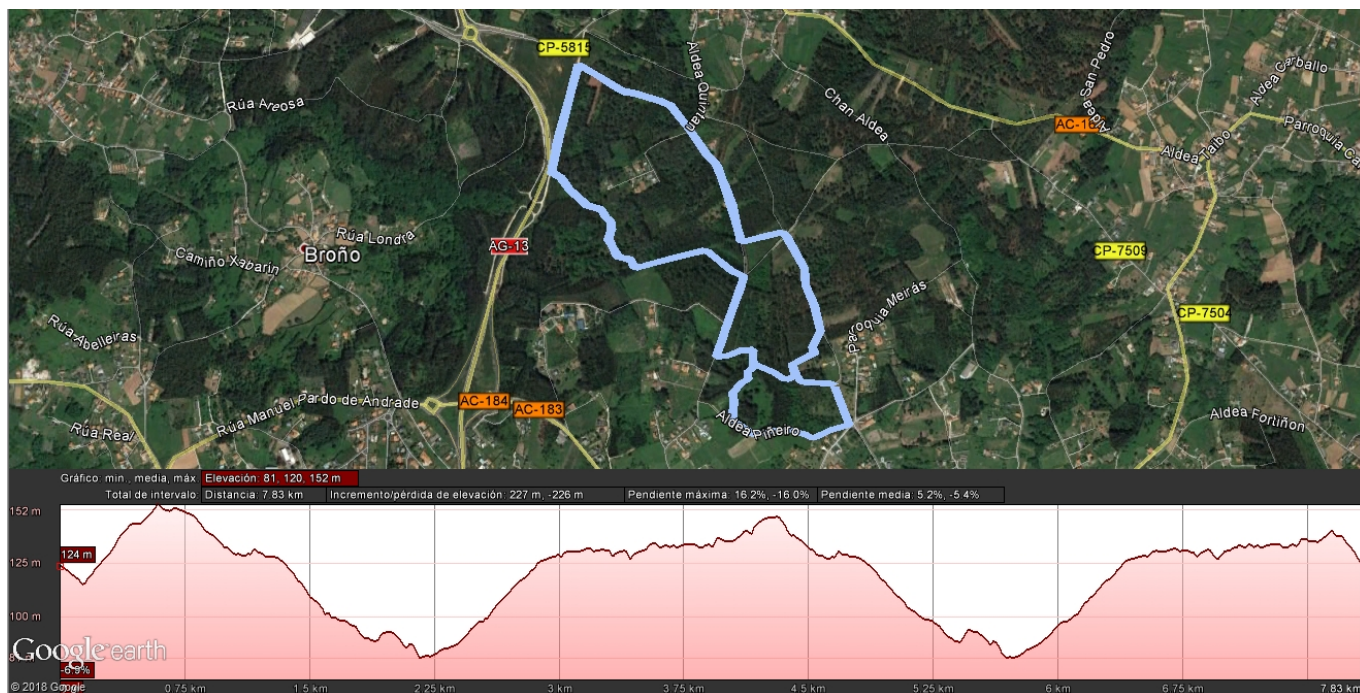 CP-5815
Aldea Quintan
Rúa Areosa
Chan Aldea
Aldea San Pedro
AC-16
Aldea Carballo
Aldea Taibo
Parroquia Ca
Rúa Londra
Broño
Camiño Xabarín
AG-13
CP-7509
Parroquia Meirás
CP-7504
Rúa Abelleiras
AC-184
AC-183
Rúa Manuel Pardo de Andrade
Rúa Real
Aldea Piñeiro
Aldea Fortiñon
Gráfico: min., media, máx. Elevación: 81, 120, 152 m
Total de intervalo: Distancia: 7.83 km Incremento/pérdida de elevación: 227 m, -226 m Pendiente máxima: 16.2%, -16.0% Pendiente media: 5.2%, -5.4%
152 m
124 m
125 m
100 m
Google earth
-6.9%
© 2018 Google
0.75 km 1.5 km 2.25 km 3 km 3.75 km 4.5 km 5.25 km 6 km 6.75 km 7.83 km